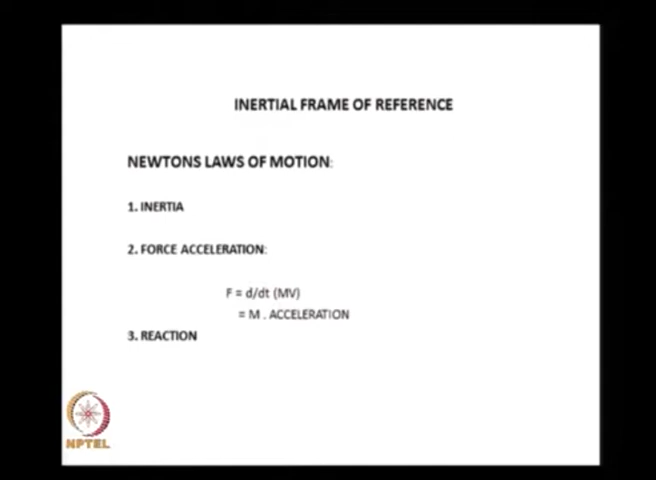 INERTIAL FRAME OF REFERENCE
NEWTONS LAWS OF MOTION:
1. INERTIA
2. FORCE ACCELERATION:
F = d/dt (MV)
= M . ACCELERATION
3. REACTION
NPTEL